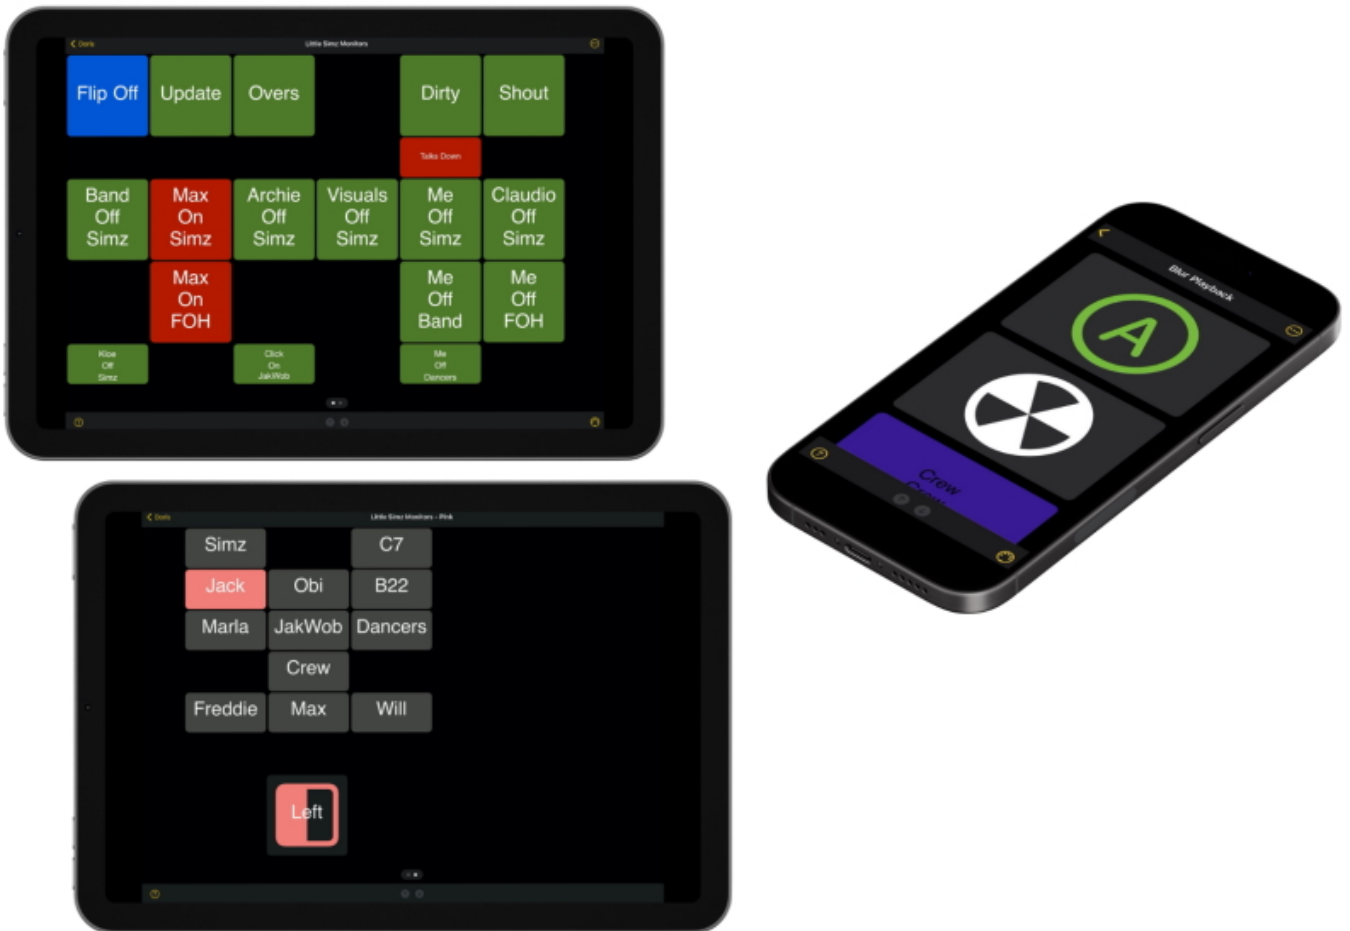 Doris
Little Simz Monitors
Flip Off
Update
Overs
Dirty
Shout
Talks Down
Band
Off
Simz
Max
On
Simz
Archie
Off
Simz
Visuals
Off
Simz
Me
Off
Simz
Claudio
Off
Simz
Max
On
FOH
Me
Off
Band
Me
Off
FOH
Kloe
Off
Simz
Click
On
JakWob
Me
Off
Dancers
Doris
Little Simz Monitors - Pink
Simz
C7
Jack
Obi
B22
Marla
JakWob
Dancers
Crew
Freddie
Max
Will
Left
Blur Playback
A
Crew
Crew